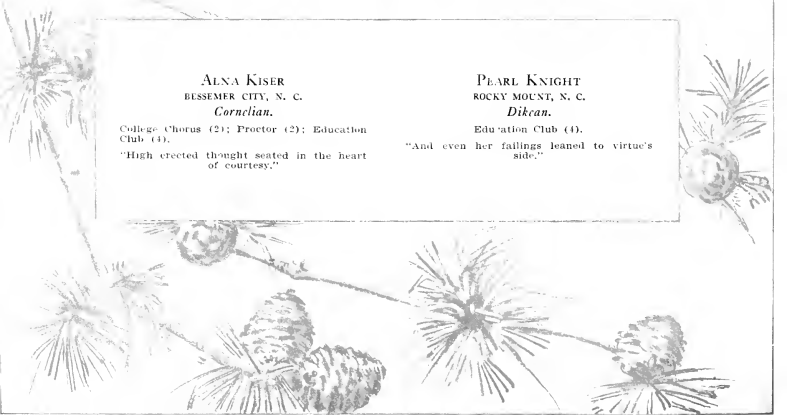 ALNA KISER
BESSEMER CITY, N. C.
Cornelian.
College Chorus (2); Proctor (2); Education
Club (4).
"High erected thought seated in the heart
of courtesy."
PEARL KNIGHT
ROCKY MOUNT, N. C.
Dikean.
Education Club (4).
"And even her failings leaned to virtue's
side."